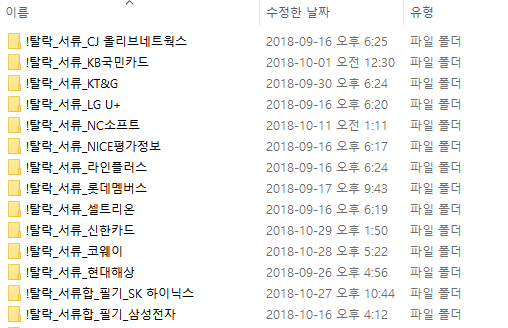 이름 수정한 날짜 유형
!탈락_서류_CJ 올리브네트웍스 2018-09-16 오후 6:25 파일 폴더
!탈락_서류_KB국민카드 2018-10-01 오전 12:30 파일 폴더
!탈락_서류_KT&G 2018-09-30 오후 6:24 파일 폴더
!탈락_서류_LG U+ 2018-09-16 오후 6:20 파일 폴더
!탈락_서류_NC소프트 2018-10-11 오전 1:11 파일 폴더
!탈락_서류_NICE평가정보 2018-09-16 오후 6:17 파일 폴더
!탈락_서류_라인플러스 2018-09-16 오후 6:24 파일 폴더
!탈락_서류_롯데멤버스 2018-09-17 오후 9:43 파일 폴더
!탈락_서류_셀트리온 2018-09-16 오후 6:19 파일 폴더
!탈락_서류_신한카드 2018-10-29 오후 1:50 파일 폴더
!탈락_서류_코웨이 2018-10-28 오후 5:22 파일 폴더
!탈락_서류_현대해상 2018-09-26 오후 4:56 파일 폴더
!탈락_서류합_필기_SK 하이닉스 2018-10-27 오후 10:44 파일 폴더
!탈락_서류합_필기_삼성전자 2018-10-16 오후 4:12 파일 폴더